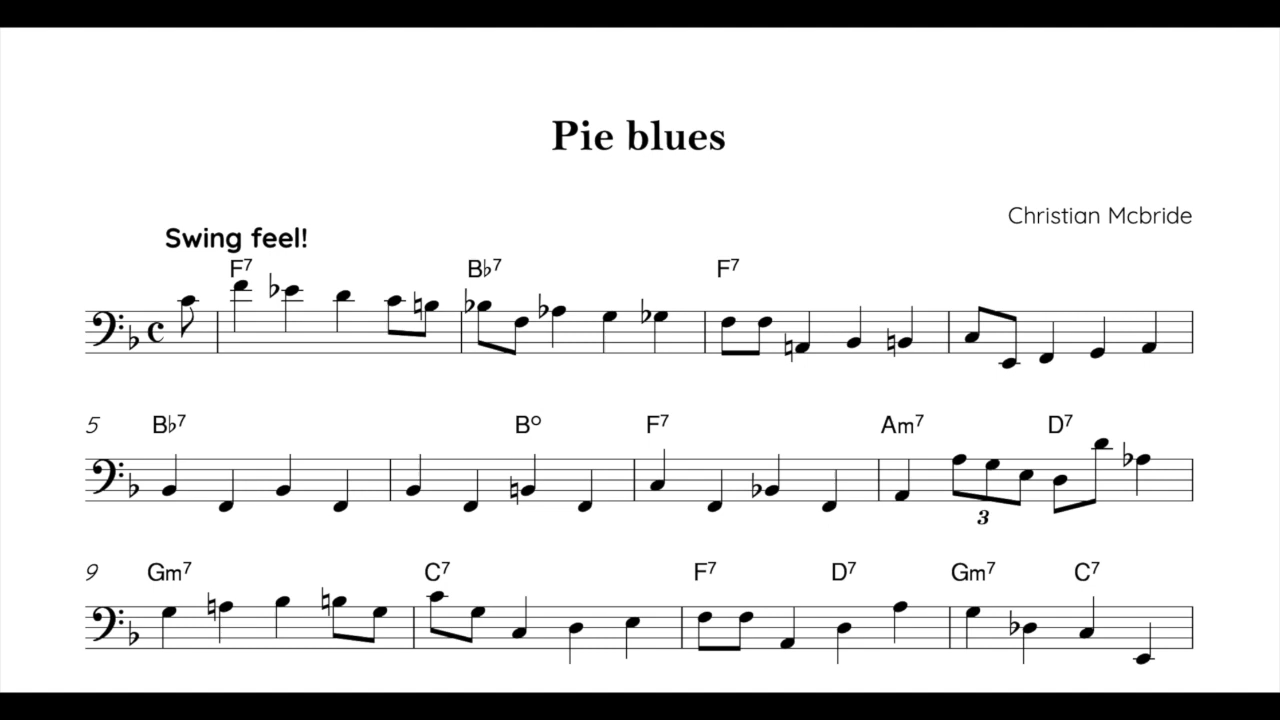 Pie blues
Christian Mcbride
Swing feel!
F7 B♭7 F7
5 B♭7 B° F7 Am7 D7
3
9 Gm7 C7 F7 D7 Gm7 C7